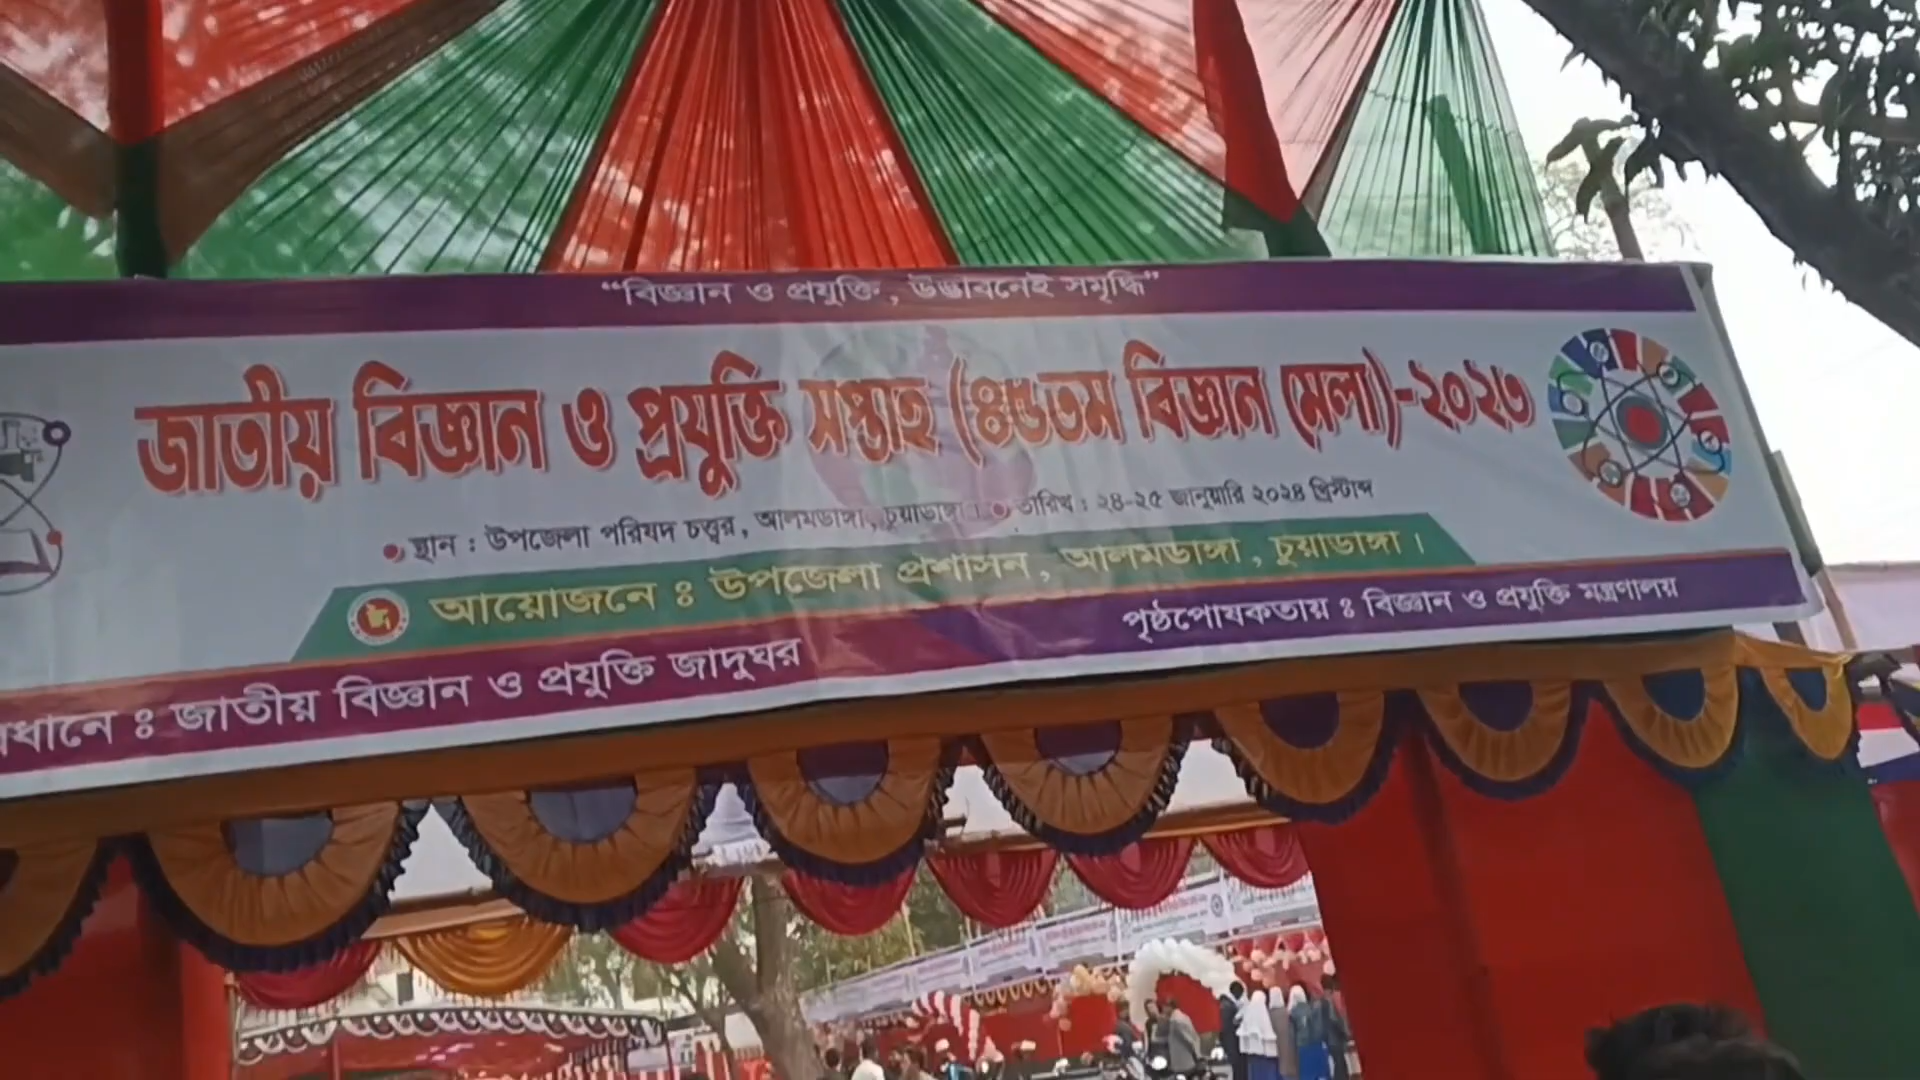 “বিজ্ঞান ও প্রযুক্তি, উদ্ভাবনেই সমৃদ্ধি”
জাতীয় বিজ্ঞান ও প্রযুক্তি সপ্তাহ (৪৫তম বিজ্ঞান মেলা)-২০২৩
স্থান : উপজেলা পরিষদ চত্ত্বর, আলমডাঙ্গা, চুয়াডাঙ্গা। তারিখ : ২৪-২৫ জানুয়ারি ২০২৪ খ্রিস্টাব্দ
আয়োজনে ঃ উপজেলা প্রশাসন, আলমডাঙ্গা, চুয়াডাঙ্গা।
ঃ জাতীয় বিজ্ঞান ও প্রযুক্তি জাদুঘর
পৃষ্ঠপোষকতায় ঃ বিজ্ঞান ও প্রযুক্তি মন্ত্রণালয়